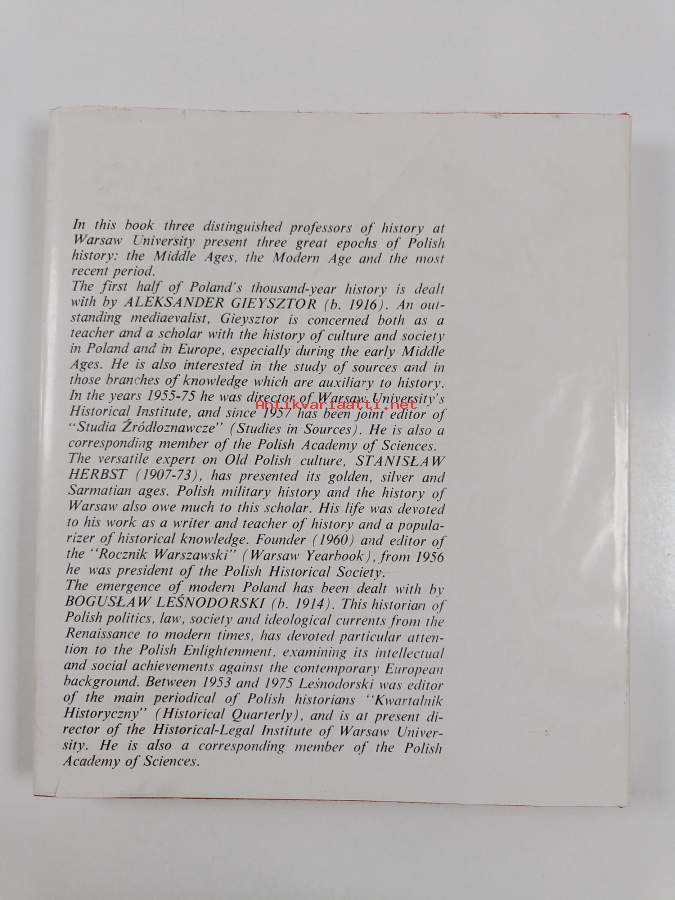 In this book three distinguished professors of history at
Warsaw University present three great epochs of Polish
history: the Middle Ages, the Modern Age and the most
recent period.
The first half of Poland's thousand-year history is dealt
with by ALEKSANDER GIEYSZTOR (b. 1916). An out-
standing mediaevalist, Gieysztor is concerned both as a
teacher and a scholar with the history of culture and society
in Poland and in Europe, especially during the early Middle
Ages. He is also interested in the study of sources and in
those branches of knowledge which are auxiliary to history.
In the years 1955-75 he was director of Warsaw University's
Antikvariaatti.net
Historical Institute, and since 1957 has been joint editor of
"Studia Źródłoznawcze" (Studies in Sources). He is also a
corresponding member of the Polish Academy of Sciences.
The versatile expert on Old Polish culture, STANISŁAW
HERBST (1907-73), has presented its golden, silver and
Sarmatian ages. Polish military history and the history of
Warsaw also owe much to this scholar. His life was devoted
to his work as a writer and teacher of history and a popula-
rizer of historical knowledge. Founder (1960) and editor of
the "Rocznik Warszawski" (Warsaw Yearbook), from 1956
he was president of the Polish Historical Society.
The emergence of modern Poland has been dealt with by
BOGUSŁAW LEŚNODORSKI (b. 1914). This historian of
Polish politics, law, society and ideological currents from the
Renaissance to modern times, has devoted particular atten-
tion to the Polish Enlightenment, examining its intellectual
and social achievements against the contemporary European
background. Between 1953 and 1975 Leśnodorski was editor
of the main periodical of Polish historians "Kwartalnik
Historyczny" (Historical Quarterly), and is at present di-
rector of the Historical-Legal Institute of Warsaw Univer-
sity. He is also a corresponding member of the Polish
Academy of Sciences.